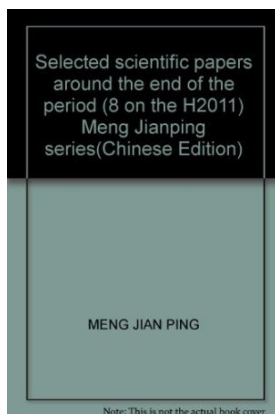 Selected scientific papers
around the end of the
period (8 on the H2011)
Meng Jianping
series(Chinese Edition)
MENG JIAN PING
Note: This is not the actual book cover